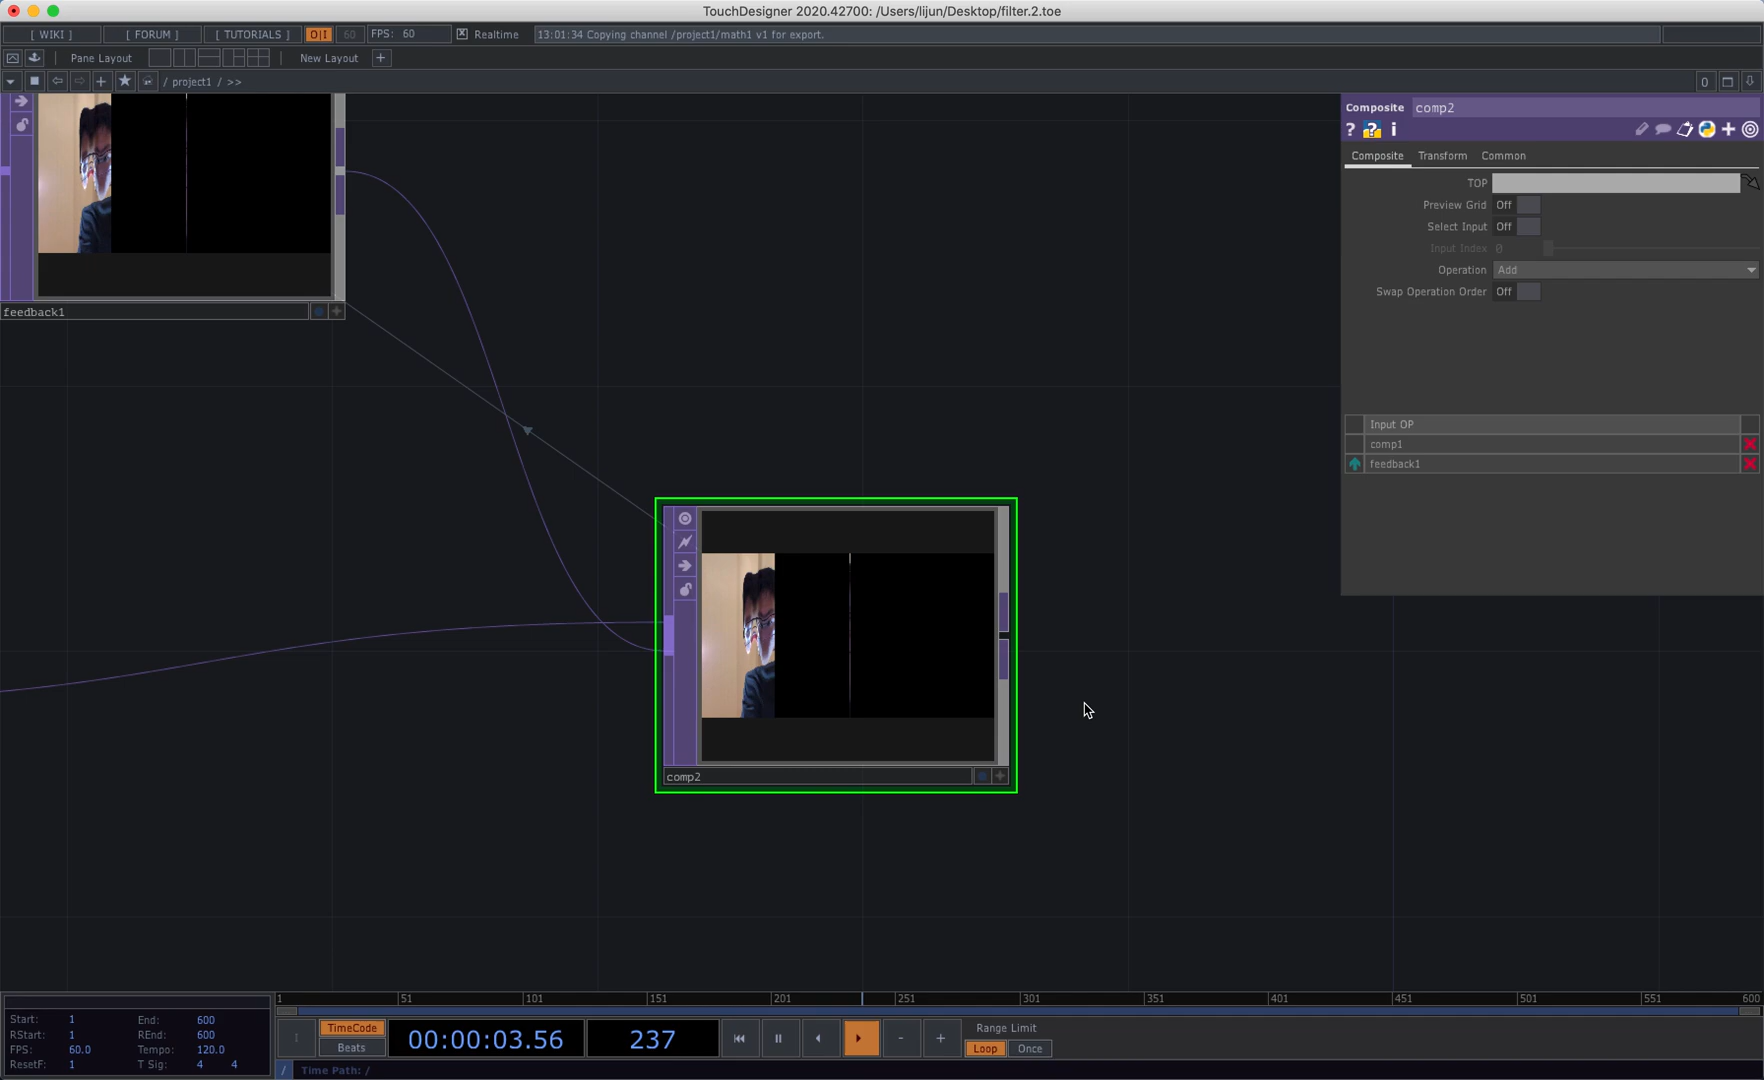 TouchDesigner 2020.42700: /Users/lijun/Desktop/filter.2.toe
[ WIKI ] [ FORUM ] [ TUTORIALS ] O|I 60 FPS: 60 Realtime 13:01:34 Copying channel /project1/math1 v1 for export.
Pane Layout New Layout +
/ project1 / >> 0
Composite comp2
? ? i
Composite Transform Common
TOP
Preview Grid Off
Select Input Off
Input Index 0
Operation Add
Swap Operation Order Off
feedback1
Input OP
comp1
feedback1
comp2
1 51 101 151 201 251 301 351 401 451 501 551 600
Start: 1 End: 600
RStart: 1 REnd: 600
FPS: 60.0 Tempo: 120.0
ResetF: 1 T Sig: 4 4
TimeCode
Beats
00:00:03.56 237
- +
Range Limit
Loop Once
/ Time Path: /